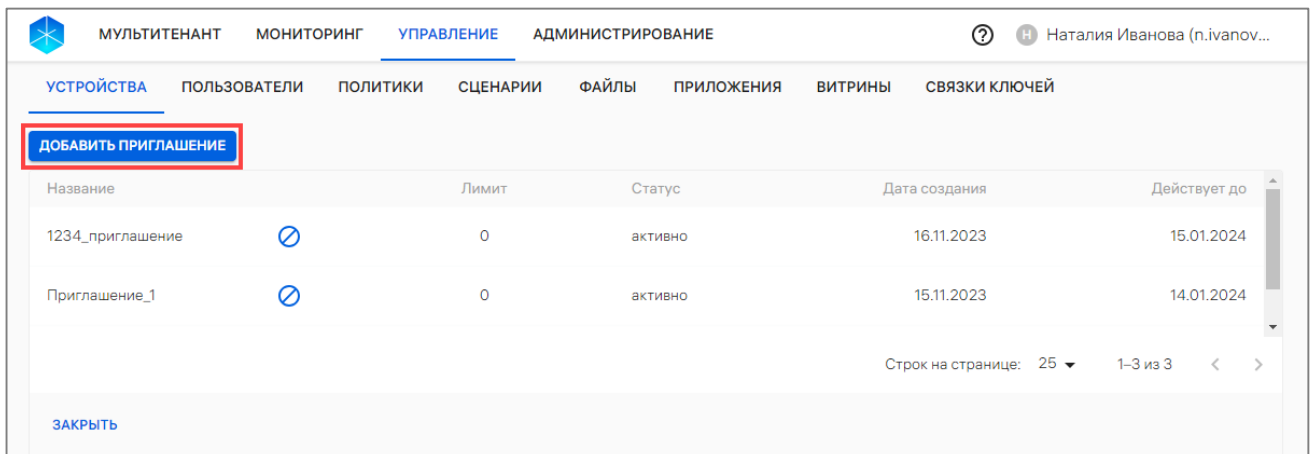 МУЛЬТИТЕНАНТ МОНИТОРИНГ УПРАВЛЕНИЕ АДМИНИСТРИРОВАНИЕ Н Наталия Иванова (n.ivanov...
УСТРОЙСТВА ПОЛЬЗОВАТЕЛИ ПОЛИТИКИ СЦЕНАРИИ ФАЙЛЫ ПРИЛОЖЕНИЯ ВИТРИНЫ СВЯЗКИ КЛЮЧЕЙ
ДОБАВИТЬ ПРИГЛАШЕНИЕ
Название Лимит Статус Дата создания Действует до
1234_приглашение 0 активно 16.11.2023 15.01.2024
Приглашение_1 0 активно 15.11.2023 14.01.2024
Строк на странице: 25 1–3 из 3
ЗАКРЫТЬ